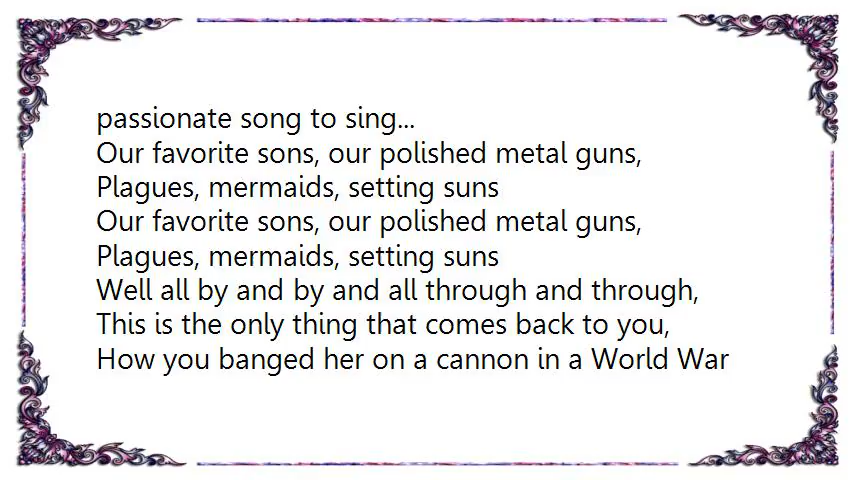 passionate song to sing...
Our favorite sons, our polished metal guns,
Plagues, mermaids, setting suns
Our favorite sons, our polished metal guns,
Plagues, mermaids, setting suns
Well all by and by and all through and through,
This is the only thing that comes back to you,
How you banged her on a cannon in a World War